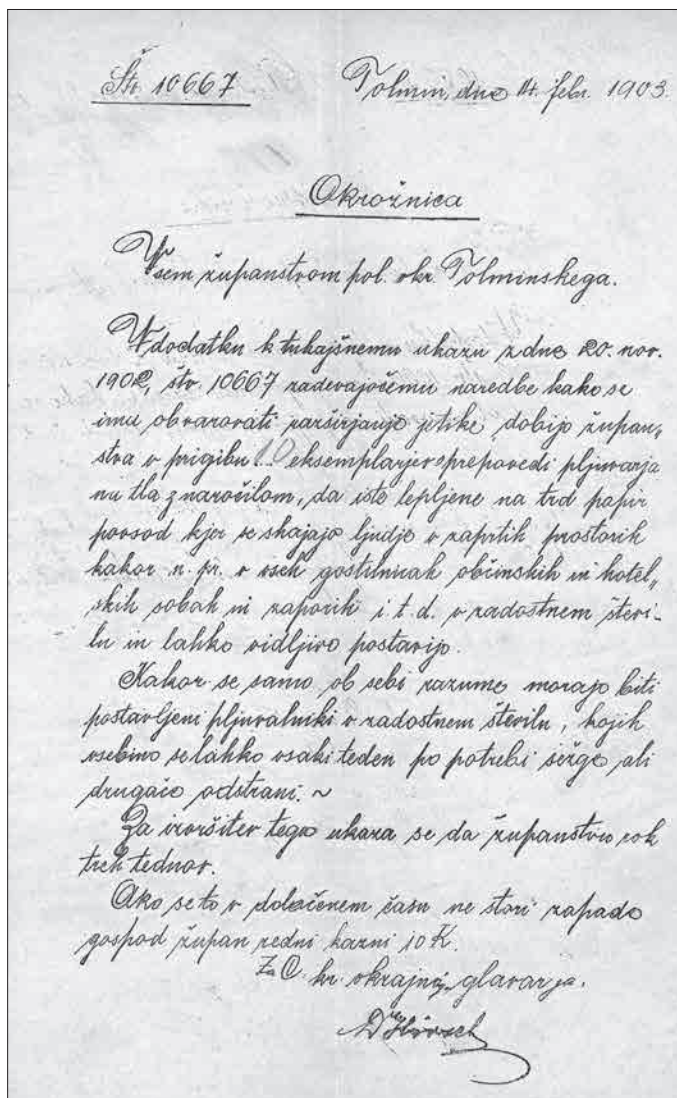 Štv. 10667 Tolmin, dne 14. febr. 1903.
Okrožnica
Vsem županstvom pol. okr. Tolminskega.
V dodatku k tukajšnemu ukazu z dne 20. nov.
1902, štv. 10667 zadevajočemu naredbe kako se
ima obvarovati razširjanje jetike, dobijo župan„
stva v prigibu 10 eksemplarjev prepovedi pljuvanja
na tla z naročilom, da iste lepljene na trd papir
povsod kjer se shajajo ljudje v zaprtih prostorih
kakor n. pr. v vseh gostilnicah občinskih in hotel„
skih sobah in zaporih i. t. d. v zadostnem števi-
lu in lahko vidljivo postavijo.
Kakor se samo ob sebi razume morajo biti
postavljeni pljuvalniki v zadostnem številu, kojih
vsebino se lahko vsaki teden po potrebi sežge ali
drugače odstrani. ~
Za izvršitev tega ukaza se da županstvu rok
treh tednov.
Ako se to v določenem času ne stori zapade
gospod župan redni kazni 10 K.
Za C. kr. okrajnega glavarja.